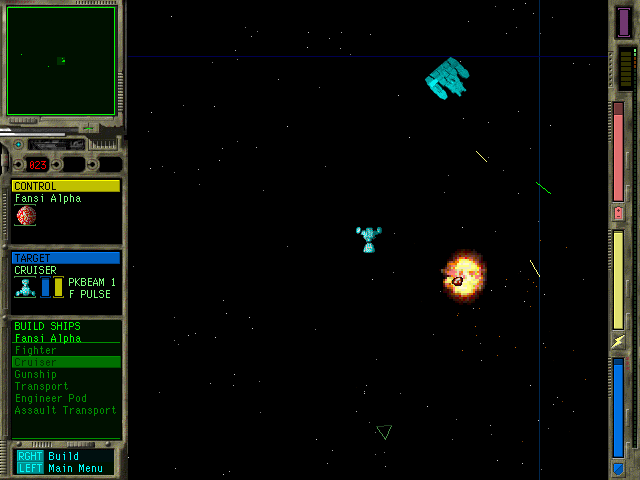 023
CONTROL
Fansi Alpha
TARGET
CRUISER
PKBEAM 1
F PULSE
BUILD SHIPS
Fansi Alpha
Fighter
Cruiser
Gunship
Transport
Engineer Pod
Assault Transport
RGHT Build
LEFT Main Menu